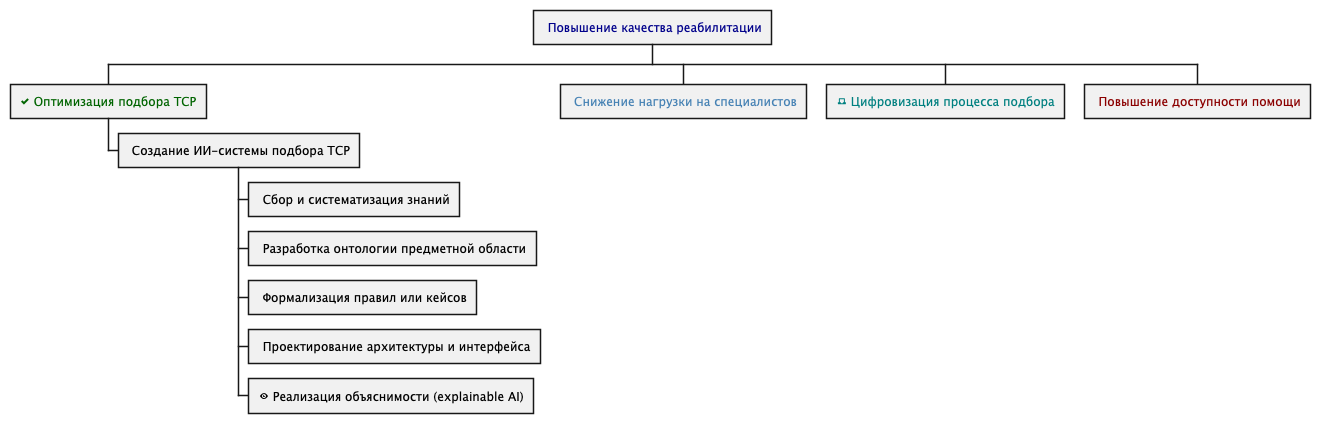 Повышение качества реабилитации
Оптимизация подбора ТСР
Снижение нагрузки на специалистов
Цифровизация процесса подбора
Повышение доступности помощи
Создание ИИ-системы подбора ТСР
Сбор и систематизация знаний
Разработка онтологии предметной области
Формализация правил или кейсов
Проектирование архитектуры и интерфейса
Реализация объяснимости (explainable AI)